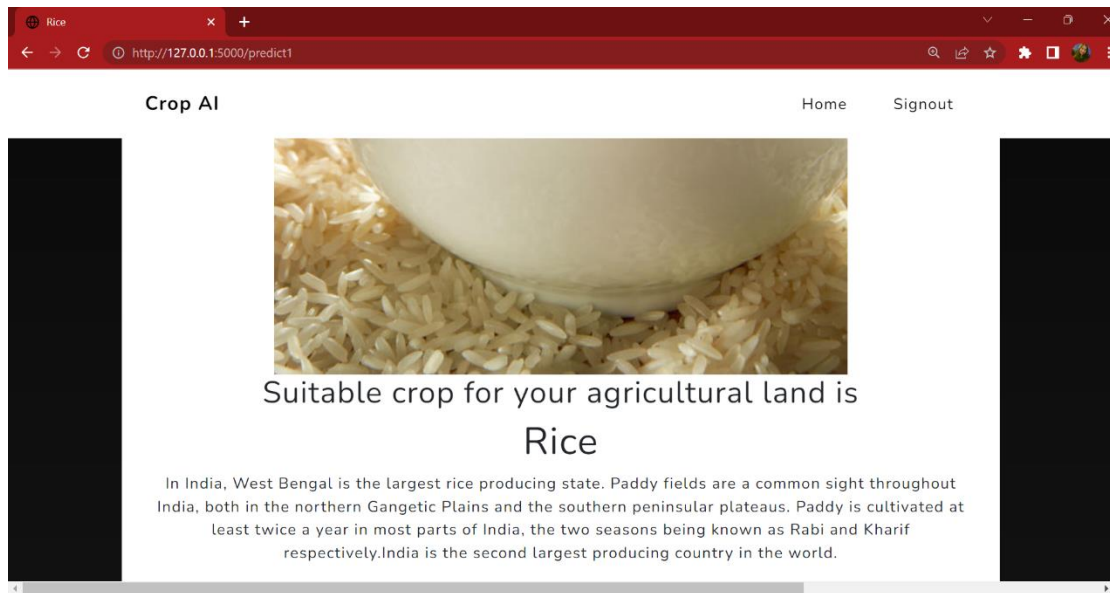 Rice
http://127.0.0.1:5000/predict1
Crop AI
Home
Signout
Suitable crop for your agricultural land is
Rice
In India, West Bengal is the largest rice producing state. Paddy fields are a common sight throughout
India, both in the northern Gangetic Plains and the southern peninsular plateaus. Paddy is cultivated at
least twice a year in most parts of India, the two seasons being known as Rabi and Kharif
respectively.India is the second largest producing country in the world.